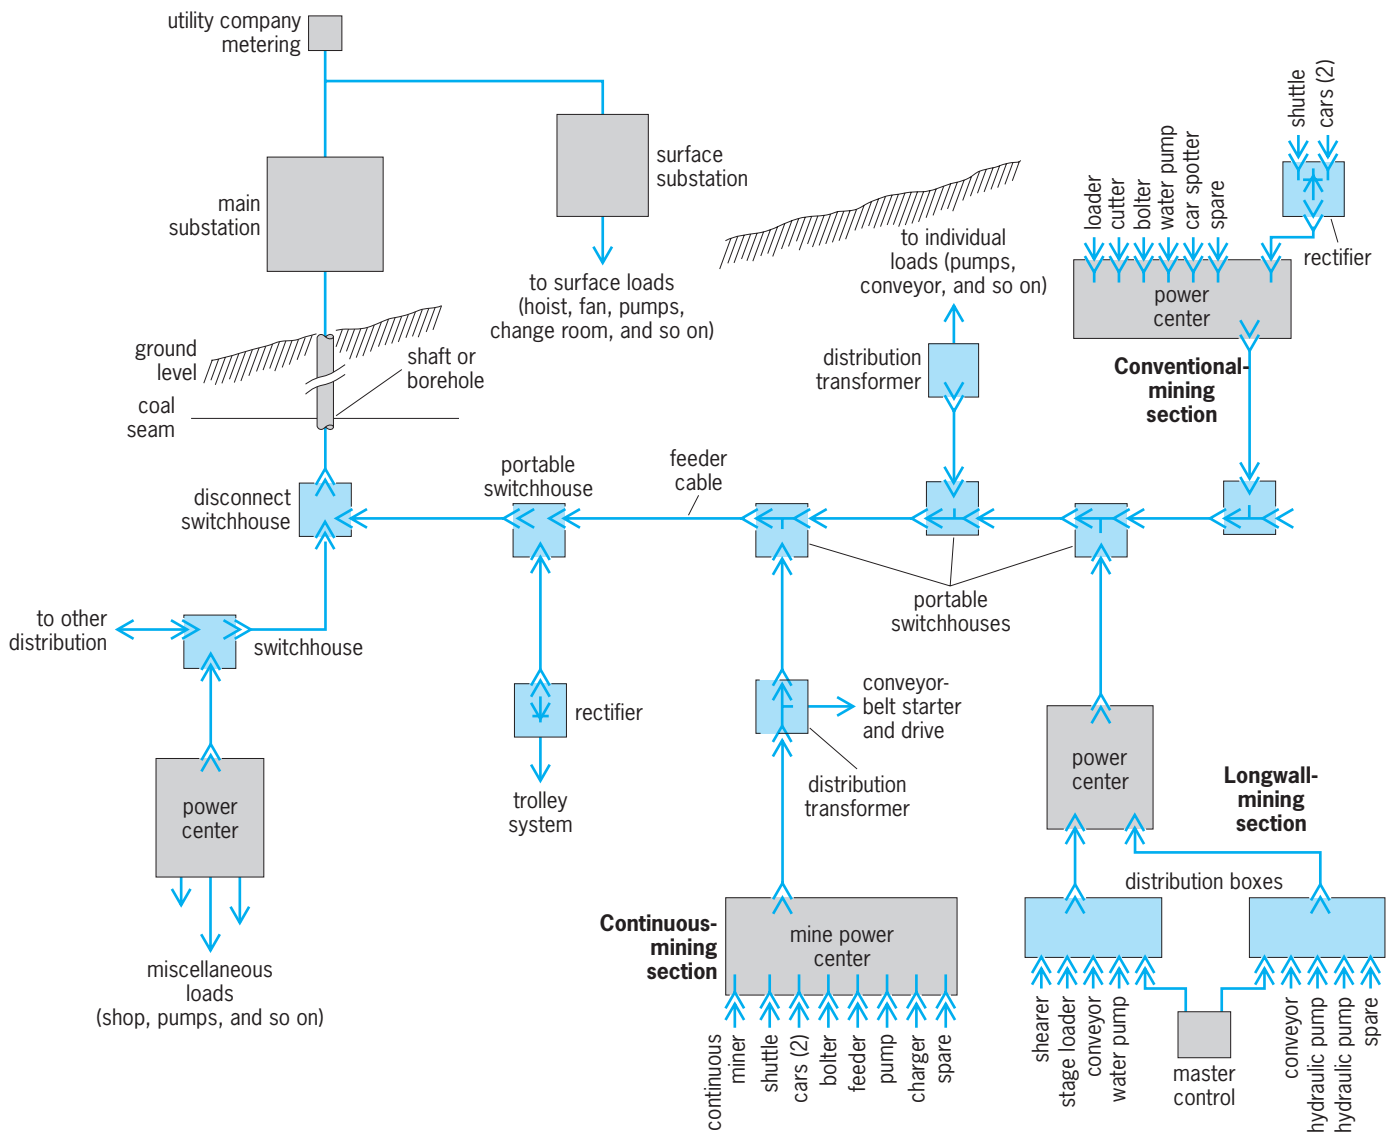 utility company
metering
main
substation
surface
substation
to surface loads
(hoist, fan, pumps,
change room, and so on)
ground
level
shaft or
borehole
coal
seam
disconnect
switchhouse
portable
switchhouse
feeder
cable
to individual
loads (pumps,
conveyor, and so on)
distribution
transformer
loader
cutter
bolter
water pump
car spotter
spare
shuttle
cars (2)
rectifier
power
center
Conventional-
mining
section
portable
switchhouses
to other
distribution
switchhouse
power
center
miscellaneous
loads
(shop, pumps, and so on)
rectifier
trolley
system
conveyor-
belt starter
and drive
distribution
transformer
Continuous-
mining
section
mine power
center
continuous
miner
shuttle
cars (2)
bolter
feeder
pump
charger
spare
power
center
Longwall-
mining
section
distribution boxes
shearer
stage loader
conveyor
water pump
master
control
conveyor
hydraulic pump
hydraulic pump
spare